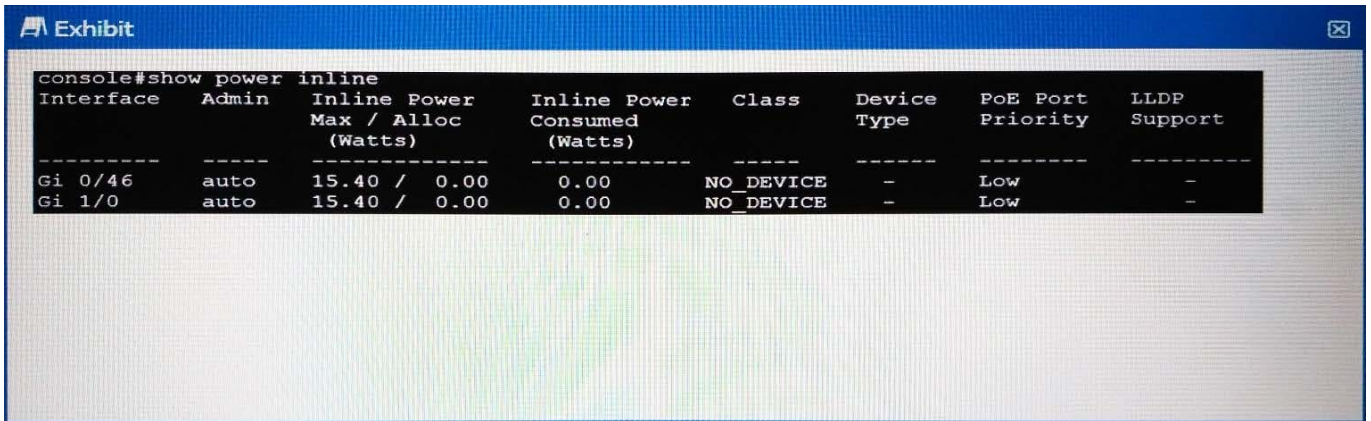 Exhibit
console#show power inline
Interface Admin Inline Power Inline Power Class Device PoE Port LLDP
Max / Alloc Consumed Type Priority Support
(Watts) (Watts)
--------- ----- ------------- ------------ ----- ------ -------- ---------
Gi 0/46 auto 15.40 / 0.00 0.00 NO_DEVICE - Low -
Gi 1/0 auto 15.40 / 0.00 0.00 NO_DEVICE - Low -